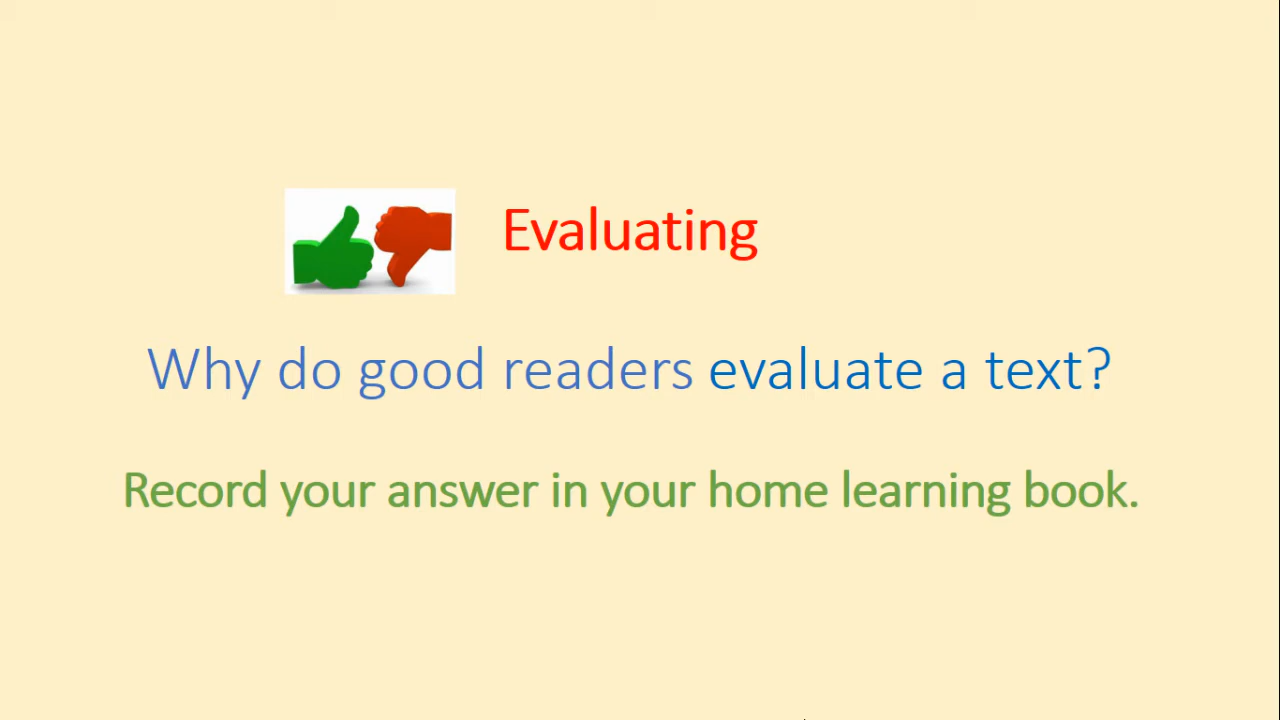 Evaluating
Why do good readers evaluate a text?
Record your answer in your home learning book.